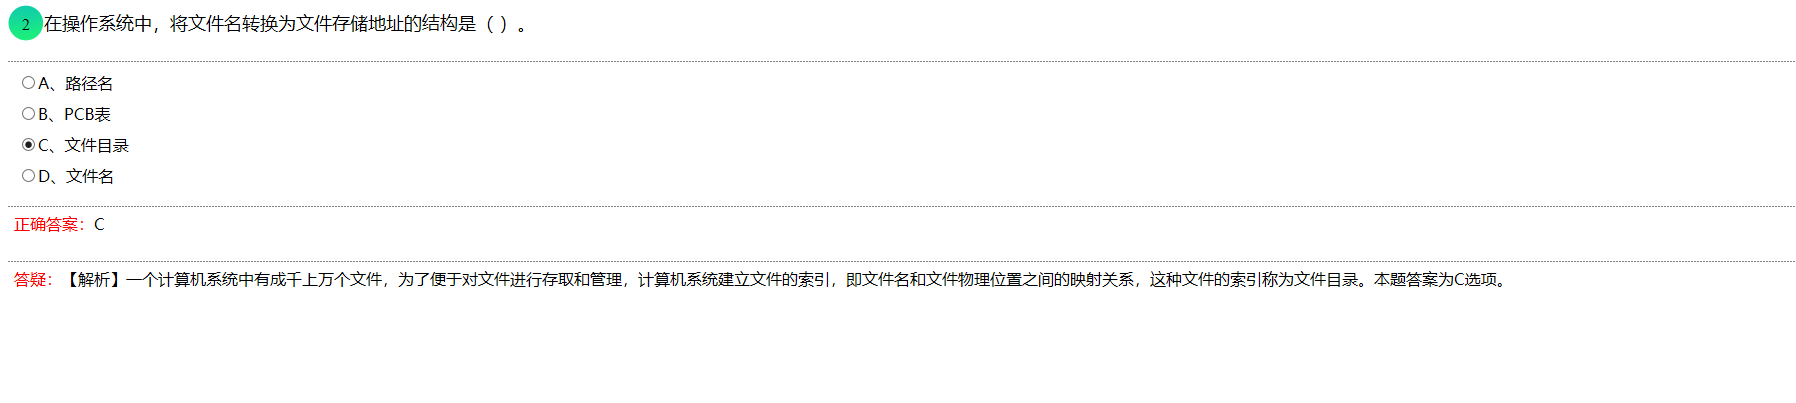 2 在操作系统中，将文件名转换为文件存储地址的结构是（ ）。
A、路径名
B、PCB表
C、文件目录
D、文件名
正确答案：C
答疑：【解析】一个计算机系统中有成千上万个文件，为了便于对文件进行存取和管理，计算机系统建立文件的索引，即文件名和文件物理位置之间的映射关系，这种文件的索引称为文件目录。本题答案为C选项。